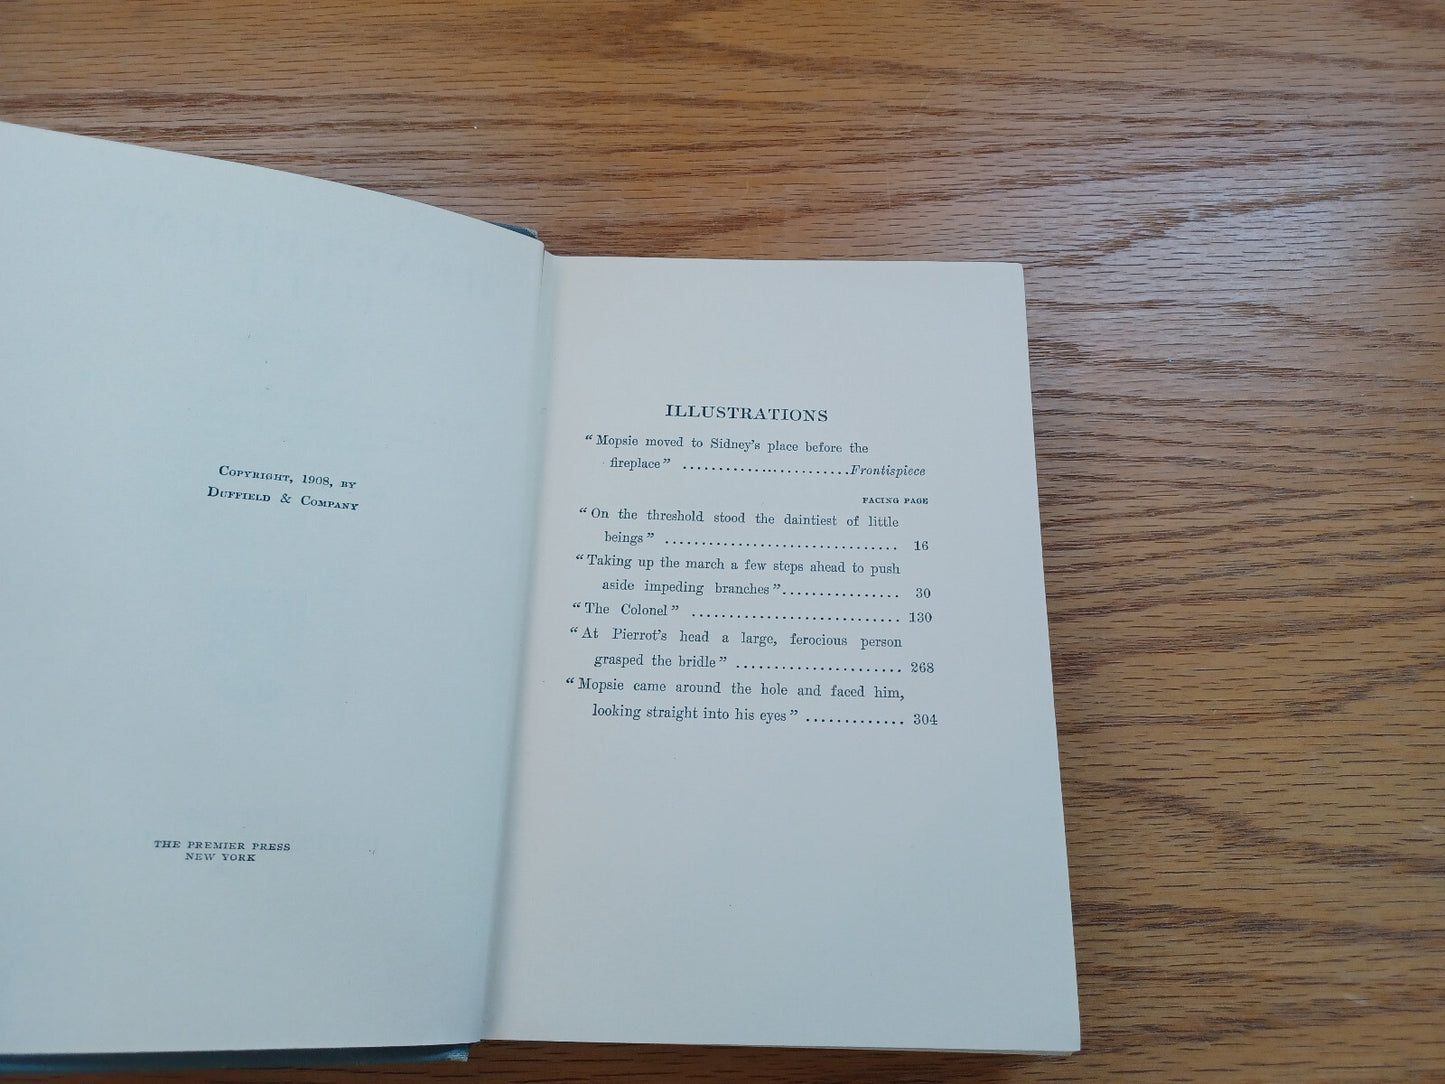 Copyright, 1908, by
Duffield & Company
THE PREMIER PRESS
NEW YORK
ILLUSTRATIONS
“Mopsie moved to Sidney’s place before the
fireplace” ........................Frontispiece
FACING PAGE
“On the threshold stood the daintiest of little
beings” ................................ 16
“Taking up the march a few steps ahead to push
aside impeding branches”................ 30
“The Colonel” ............................ 130
“At Pierrot’s head a large, ferocious person
grasped the bridle” ...................... 268
“Mopsie came around the hole and faced him,
looking straight into his eyes” ............. 304